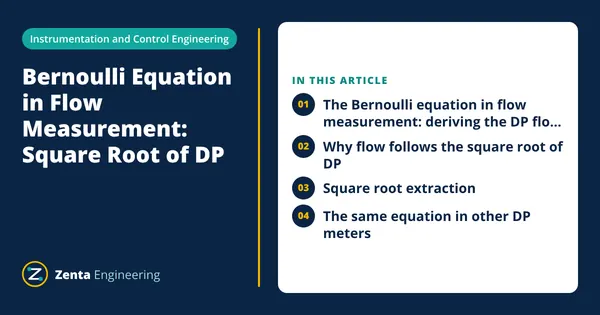 Instrumentation and Control Engineering
Bernoulli Equation
in Flow
Measurement:
Square Root of DP
Zenta Engineering
IN THIS ARTICLE
01 The Bernoulli equation in flow
measurement: deriving the DP flo...
02 Why flow follows the square root of
DP
03 Square root extraction
04 The same equation in other DP
meters